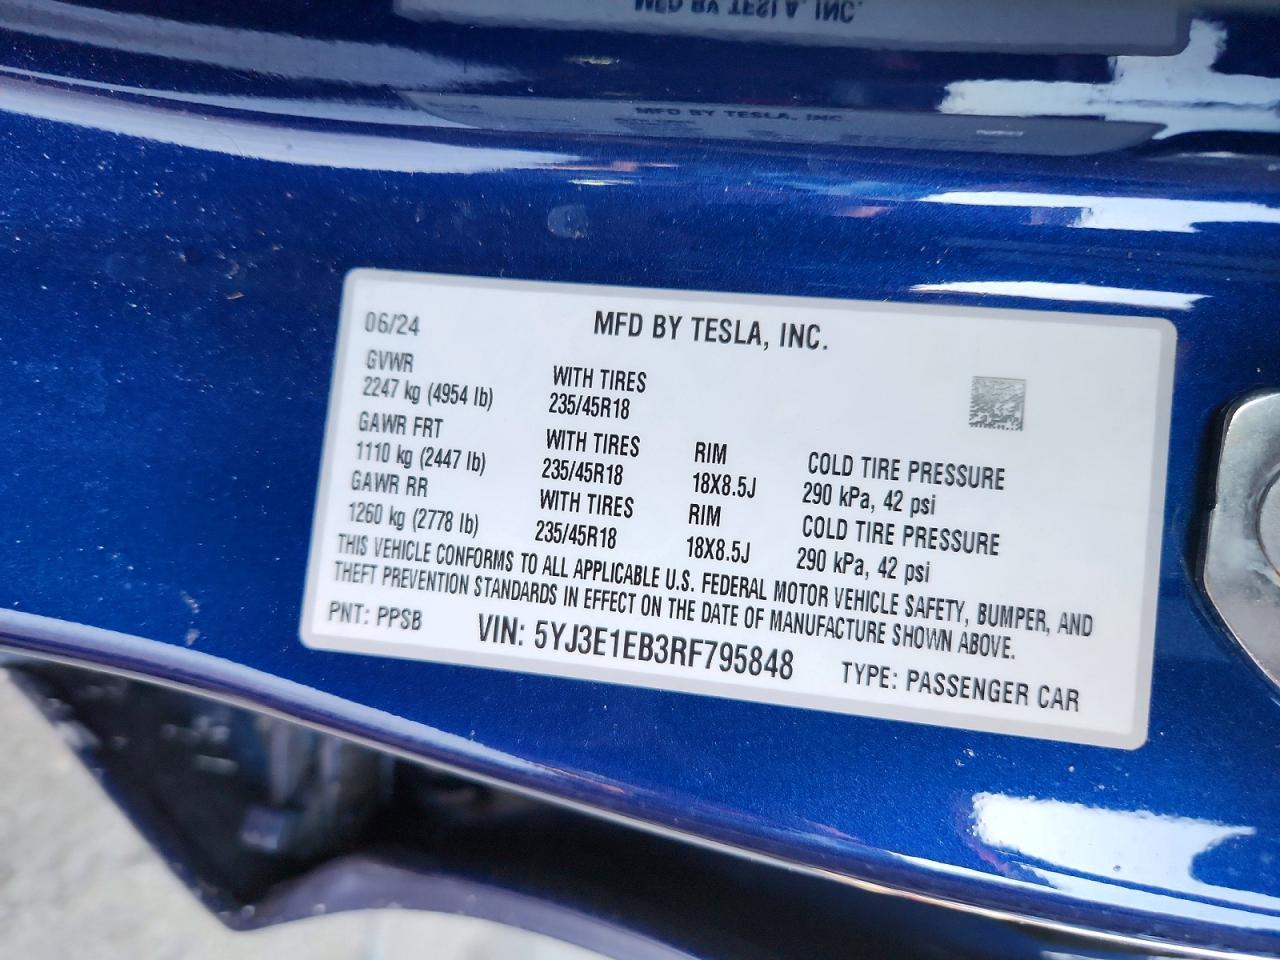 MFD BY TESLA, INC.
MFD BY TESLA, INC
06/24
MFD BY TESLA, INC.
GVWR
2247 kg (4954 lb)
WITH TIRES
235/45R18
GAWR FRT
1110 kg (2447 lb)
WITH TIRES
235/45R18
RIM
18X8.5J
COLD TIRE PRESSURE
290 kPa, 42 psi
GAWR RR
1260 kg (2778 lb)
WITH TIRES
235/45R18
RIM
18X8.5J
COLD TIRE PRESSURE
290 kPa, 42 psi
THIS VEHICLE CONFORMS TO ALL APPLICABLE U.S. FEDERAL MOTOR VEHICLE SAFETY, BUMPER, AND
THEFT PREVENTION STANDARDS IN EFFECT ON THE DATE OF MANUFACTURE SHOWN ABOVE.
PNT: PPSB
VIN: 5YJ3E1EB3RF795848
TYPE: PASSENGER CAR